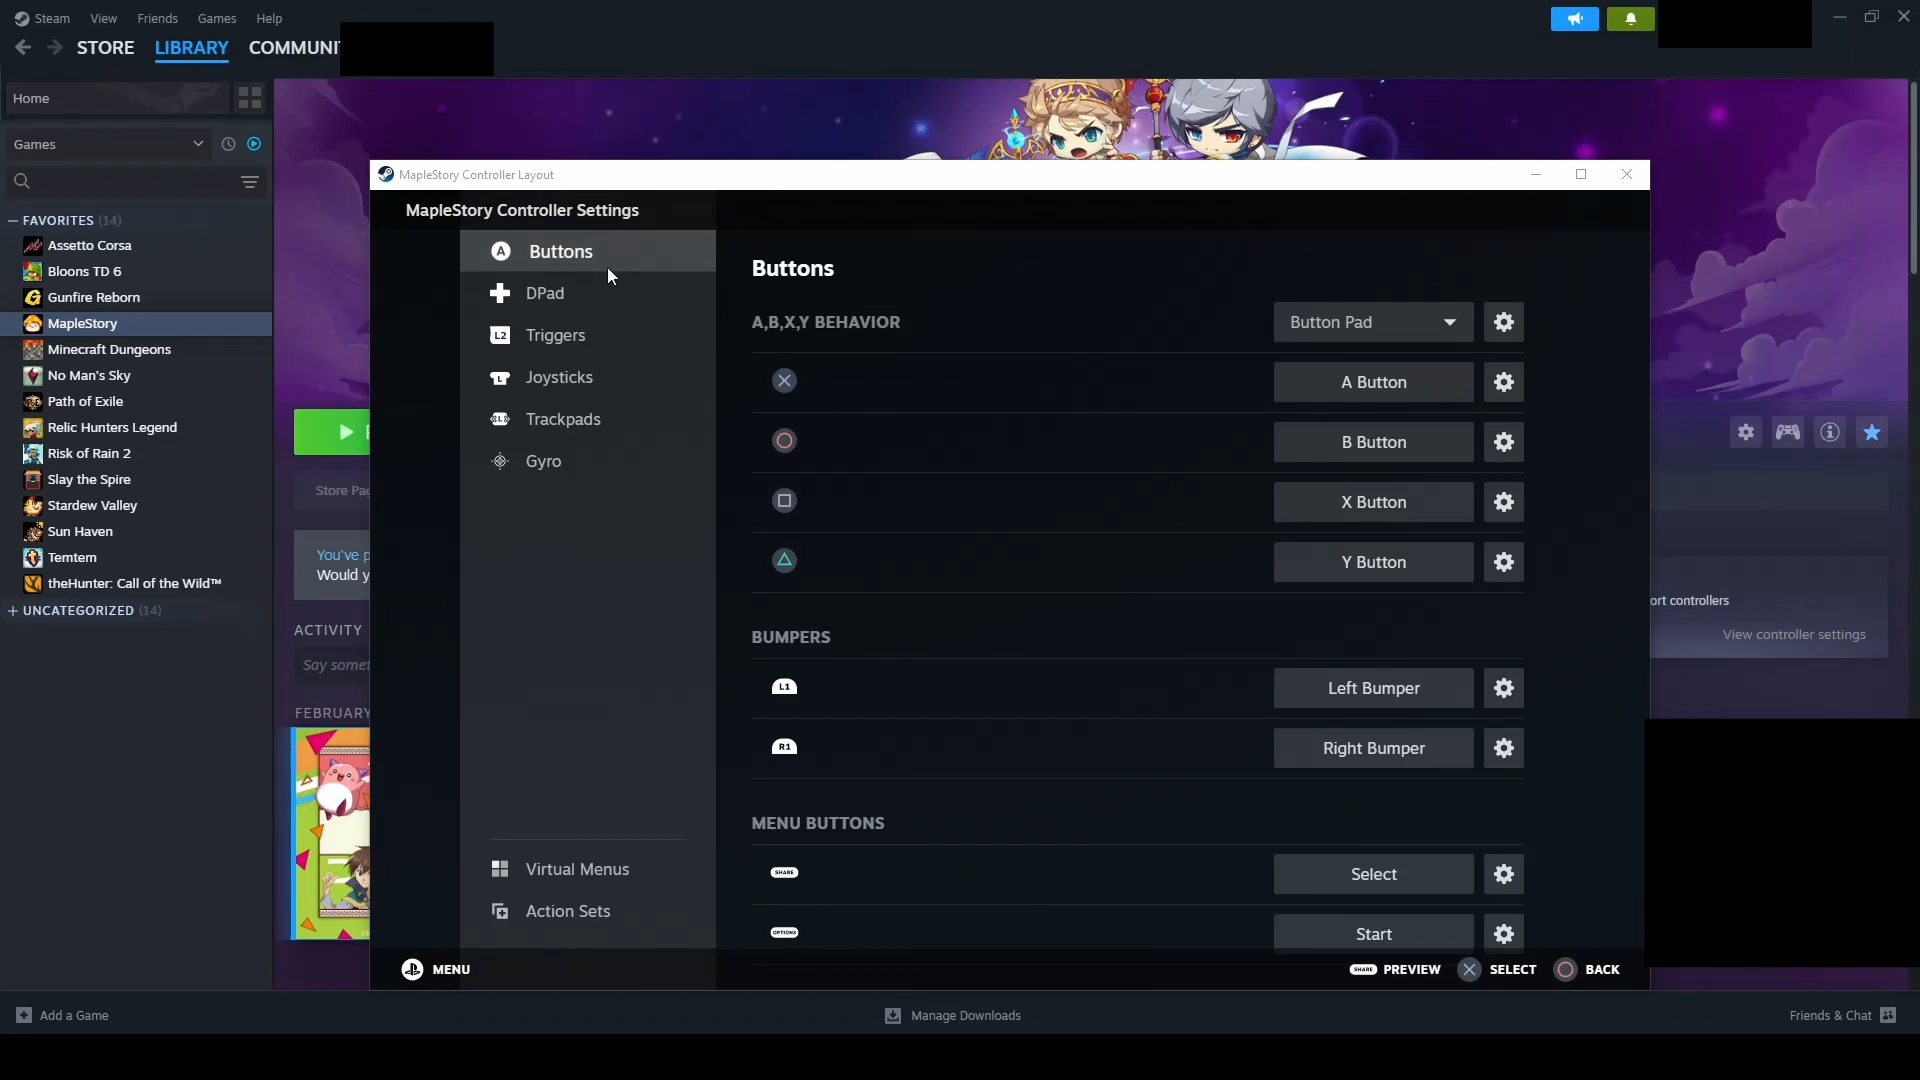 Steam View Friends Games Help
STORE LIBRARY COMMUNI
Home
Games
FAVORITES (14)
Assetto Corsa
Bloons TD 6
Gunfire Reborn
MapleStory
Minecraft Dungeons
No Man's Sky
Path of Exile
Relic Hunters Legend
Risk of Rain 2
Slay the Spire
Stardew Valley
Sun Haven
Temtem
theHunter: Call of the Wild™
UNCATEGORIZED (14)
Store Pag
You've p
Would y
ACTIVITY
Say somet
FEBRUARY
MapleStory Controller Layout
MapleStory Controller Settings
A Buttons
DPad
L2 Triggers
L Joysticks
L Trackpads
Gyro
Virtual Menus
Action Sets
Buttons
A,B,X,Y BEHAVIOR Button Pad
A Button
B Button
X Button
Y Button
BUMPERS
L1 Left Bumper
R1 Right Bumper
MENU BUTTONS
SHARE Select
OPTIONS Start
MENU SHARE PREVIEW SELECT BACK
ort controllers
View controller settings
Add a Game Manage Downloads Friends & Chat